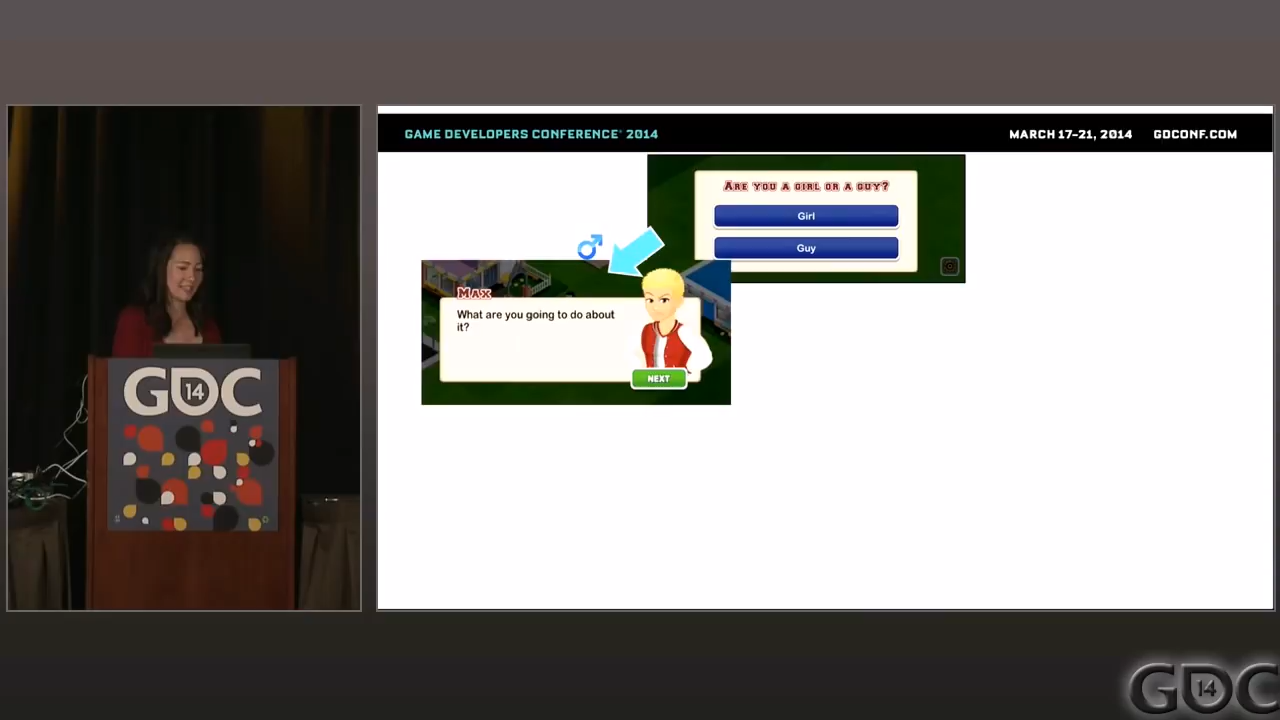 GAME DEVELOPERS CONFERENCE® 2014
MARCH 17–21, 2014 GDCONF.COM
ARE YOU A GIRL OR A GUY?
Girl
Guy
MAX
What are you going to do about
it?
NEXT
GDC
14
GDC
14